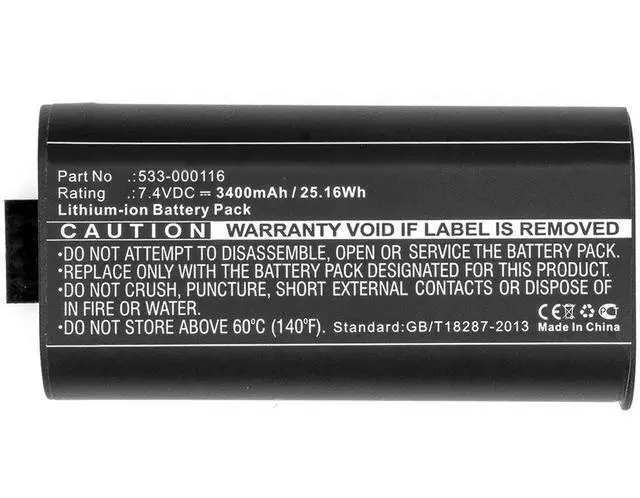 Part No .:533-000116
Rating .:7.4VDC ⎓ 3400mAh / 25.16Wh
Lithium-ion Battery Pack
CAUTION WARRANTY VOID IF LABEL IS REMOVED
•DO NOT ATTEMPT TO DISASSEMBLE, OPEN OR SERVICE THE BATTERY PACK.
•REPLACE ONLY WITH THE BATTERY PACK DESIGNATED FOR THIS PRODUCT.
•DO NOT CRUSH, PUNCTURE, SHORT EXTERNAL CONTACTS OR DISPOSE OF
IN FIRE OR WATER.
•DO NOT STORE ABOVE 60°C (140°F). Standard:GB/T18287-2013
CE
Made In China